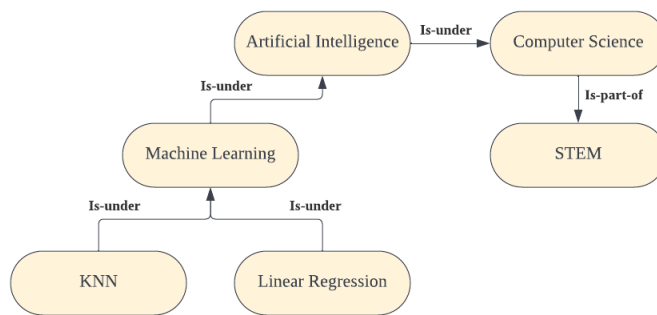 Artificial Intelligence
Is-under
Computer Science
Is-under
Is-part-of
Machine Learning
STEM
Is-under
Is-under
KNN
Linear Regression